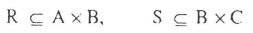 R ⊆ A × B, S ⊆ B × C